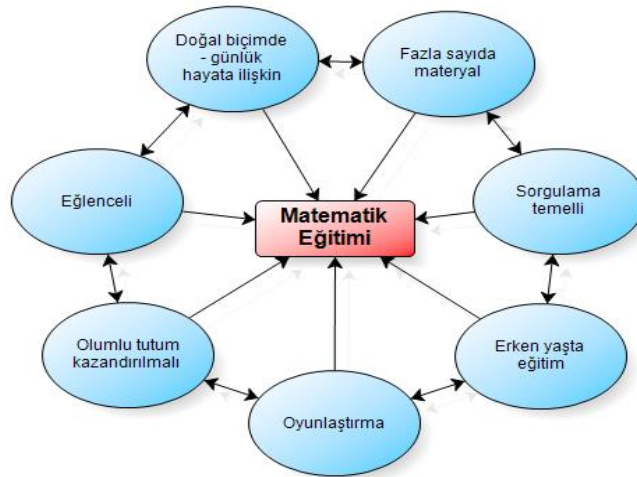 Doğal biçimde
- günlük
hayata ilişkin
Fazla sayıda
materyal
Eğlenceli
Matematik
Eğitimi
Sorgulama
temelli
Olumlu tutum
kazandırılmalı
Erken yaşta
eğitim
Oyunlaştırma